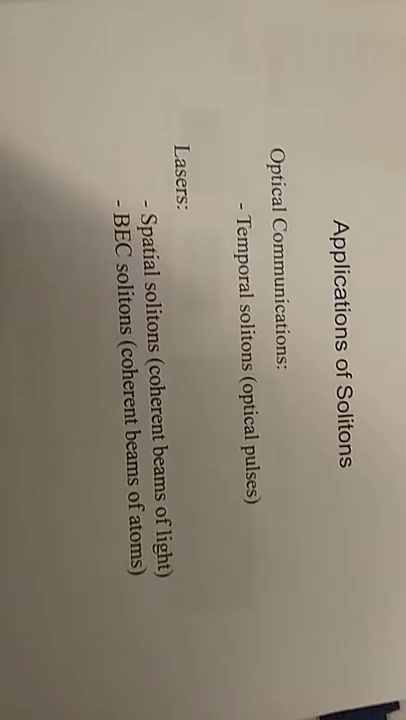 Applications of Solitons
Optical Communications:
- Temporal solitons (optical pulses)
Lasers:
- Spatial solitons (coherent beams of light)
- BEC solitons (coherent beams of atoms)